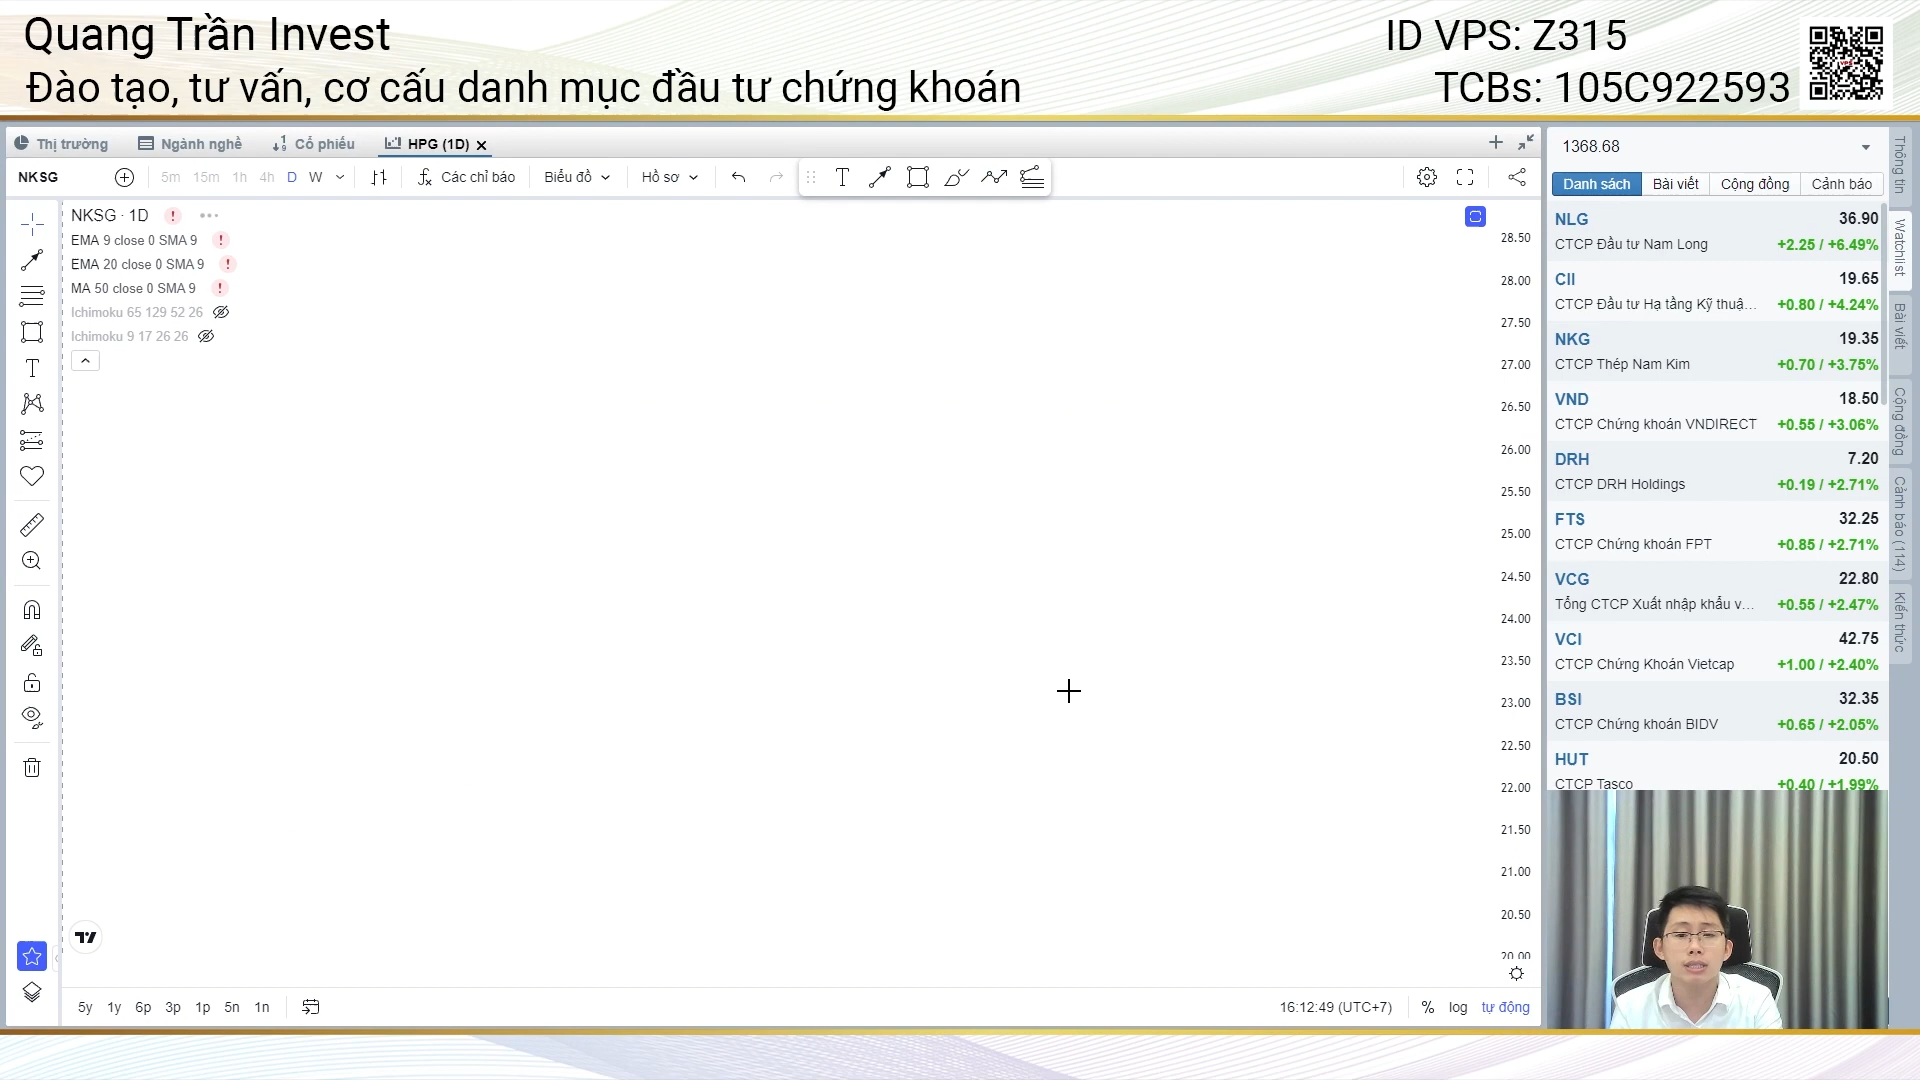 Quang Trần Invest
Đào tạo, tư vấn, cơ cấu danh mục đầu tư chứng khoán
ID VPS: Z315
TCBs: 105C922593
Thị trường Ngành nghề Cổ phiếu HPG (1D)
NKSG 5m 15m 1h 4h D W Các chỉ báo Biểu đồ Hồ sơ
NKSG · 1D
EMA 9 close 0 SMA 9
EMA 20 close 0 SMA 9
MA 50 close 0 SMA 9
Ichimoku 65 129 52 26
Ichimoku 9 17 26 26
28.50
28.00
27.50
27.00
26.50
26.00
25.50
25.00
24.50
24.00
23.50
23.00
22.50
22.00
21.50
21.00
20.50
20.00
5y 1y 6p 3p 1p 5n 1n
16:12:49 (UTC+7) % log tự động
1368.68
Danh sách Bài viết Cộng đồng Cảnh báo
NLG 36.90
CTCP Đầu tư Nam Long +2.25 / +6.49%
CII 19.65
CTCP Đầu tư Hạ tầng Kỹ thuậ... +0.80 / +4.24%
NKG 19.35
CTCP Thép Nam Kim +0.70 / +3.75%
VND 18.50
CTCP Chứng khoán VNDIRECT +0.55 / +3.06%
DRH 7.20
CTCP DRH Holdings +0.19 / +2.71%
FTS 32.25
CTCP Chứng khoán FPT +0.85 / +2.71%
VCG 22.80
Tổng CTCP Xuất nhập khẩu v... +0.55 / +2.47%
VCI 42.75
CTCP Chứng Khoán Vietcap +1.00 / +2.40%
BSI 32.35
CTCP Chứng khoán BIDV +0.65 / +2.05%
HUT 20.50
CTCP Tasco +0.40 / +1.99%
Thông tin
Watchlist
Bài viết
Cộng đồng
Cảnh báo (114)
Kiến thức